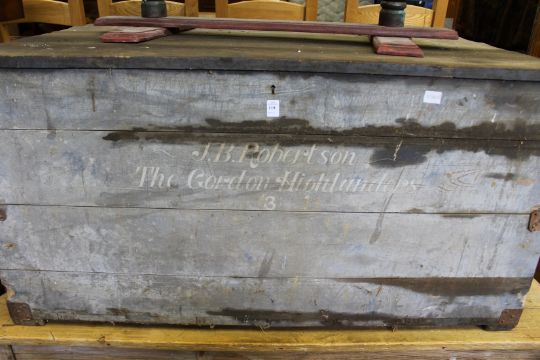 J.B. Robertson
The Gordon Highlanders
3